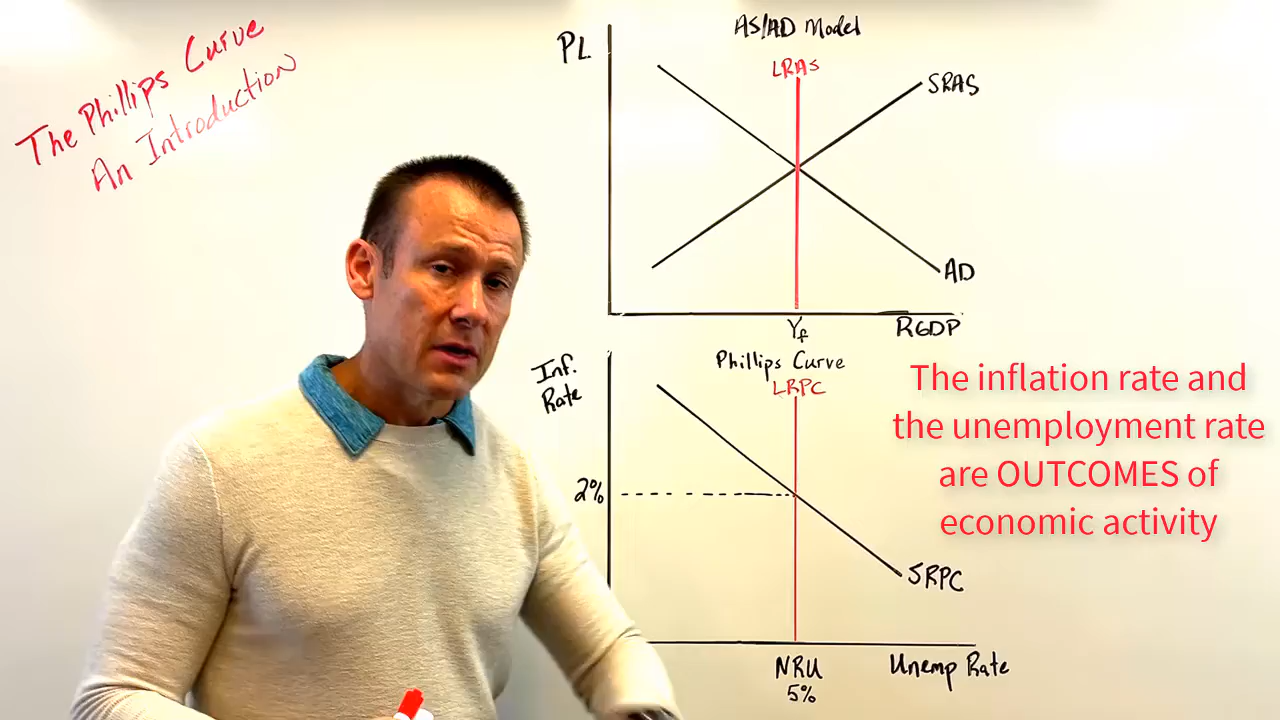 The Phillips Curve
An Introduction
AS/AD Model
PL
LRAS
SRAS
AD
Yf
RGDP
Phillips Curve
LRPC
Inf.
Rate
2%
SRPC
NRU
5%
Unemp Rate
The inflation rate and
the unemployment rate
are OUTCOMES of
economic activity